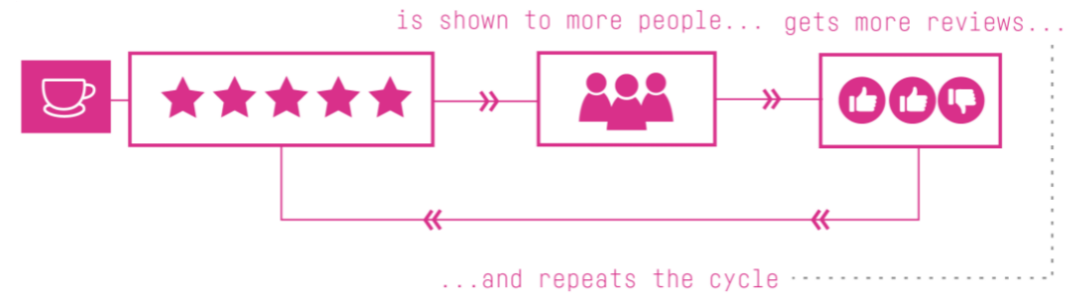 is shown to more people...
gets more reviews...
...and repeats the cycle